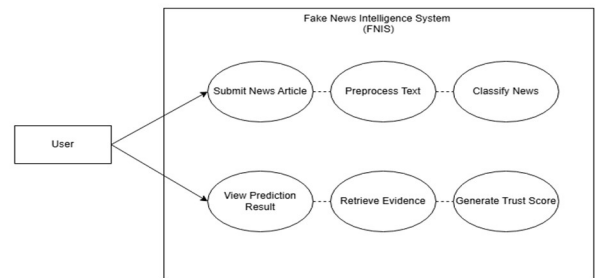 Fake News Intelligence System
(FNIS)
Submit News Article
Preprocess Text
Classify News
User
View Prediction
Result
Retrieve Evidence
Generate Trust Score